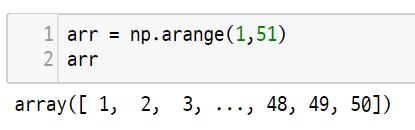 1 arr = np.arange(1,51)
2 arr
array([ 1,  2,  3, ..., 48, 49, 50])